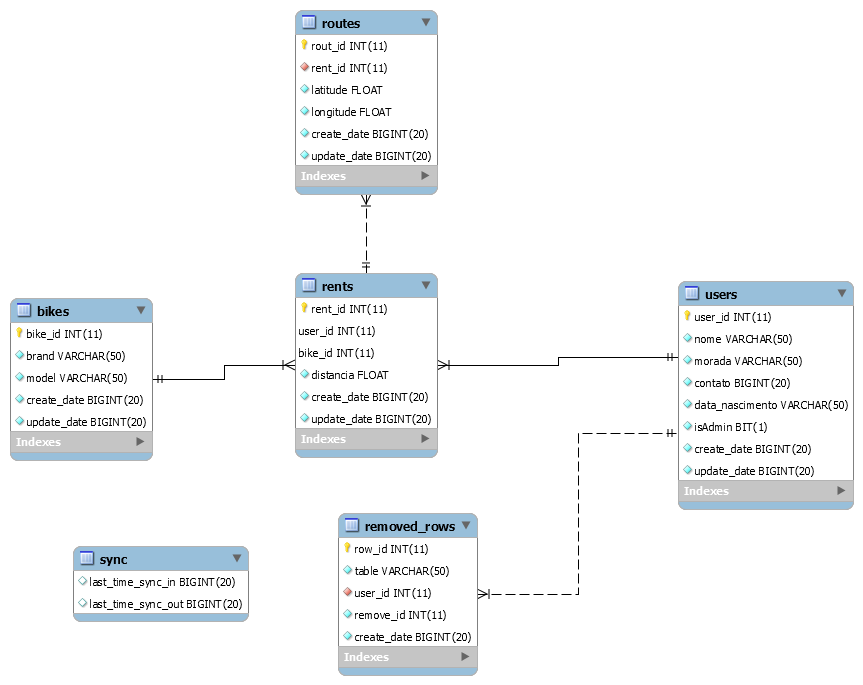 routes
rout_id INT(11)
rent_id INT(11)
latitude FLOAT
longitude FLOAT
create_date BIGINT(20)
update_date BIGINT(20)
Indexes
bikes
bike_id INT(11)
brand VARCHAR(50)
model VARCHAR(50)
create_date BIGINT(20)
update_date BIGINT(20)
Indexes
rents
rent_id INT(11)
user_id INT(11)
bike_id INT(11)
distancia FLOAT
create_date BIGINT(20)
update_date BIGINT(20)
Indexes
users
user_id INT(11)
nome VARCHAR(50)
morada VARCHAR(50)
contato BIGINT(20)
data_nascimento VARCHAR(50)
isAdmin BIT(1)
create_date BIGINT(20)
update_date BIGINT(20)
Indexes
sync
last_time_sync_in BIGINT(20)
last_time_sync_out BIGINT(20)
removed_rows
row_id INT(11)
table VARCHAR(50)
user_id INT(11)
remove_id INT(11)
create_date BIGINT(20)
Indexes